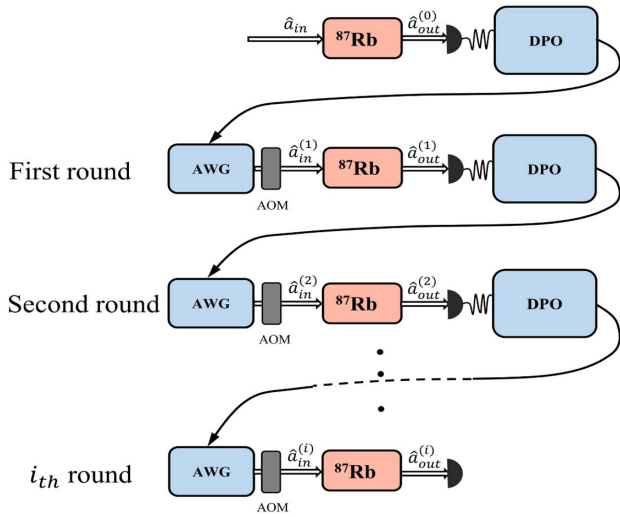 â_in ⁸⁷Rb â_out^(0) DPO
First round AWG AOM â_in^(1) ⁸⁷Rb â_out^(1) DPO
Second round AWG AOM â_in^(2) ⁸⁷Rb â_out^(2) DPO
i_th round AWG AOM â_in^(i) ⁸⁷Rb â_out^(i)